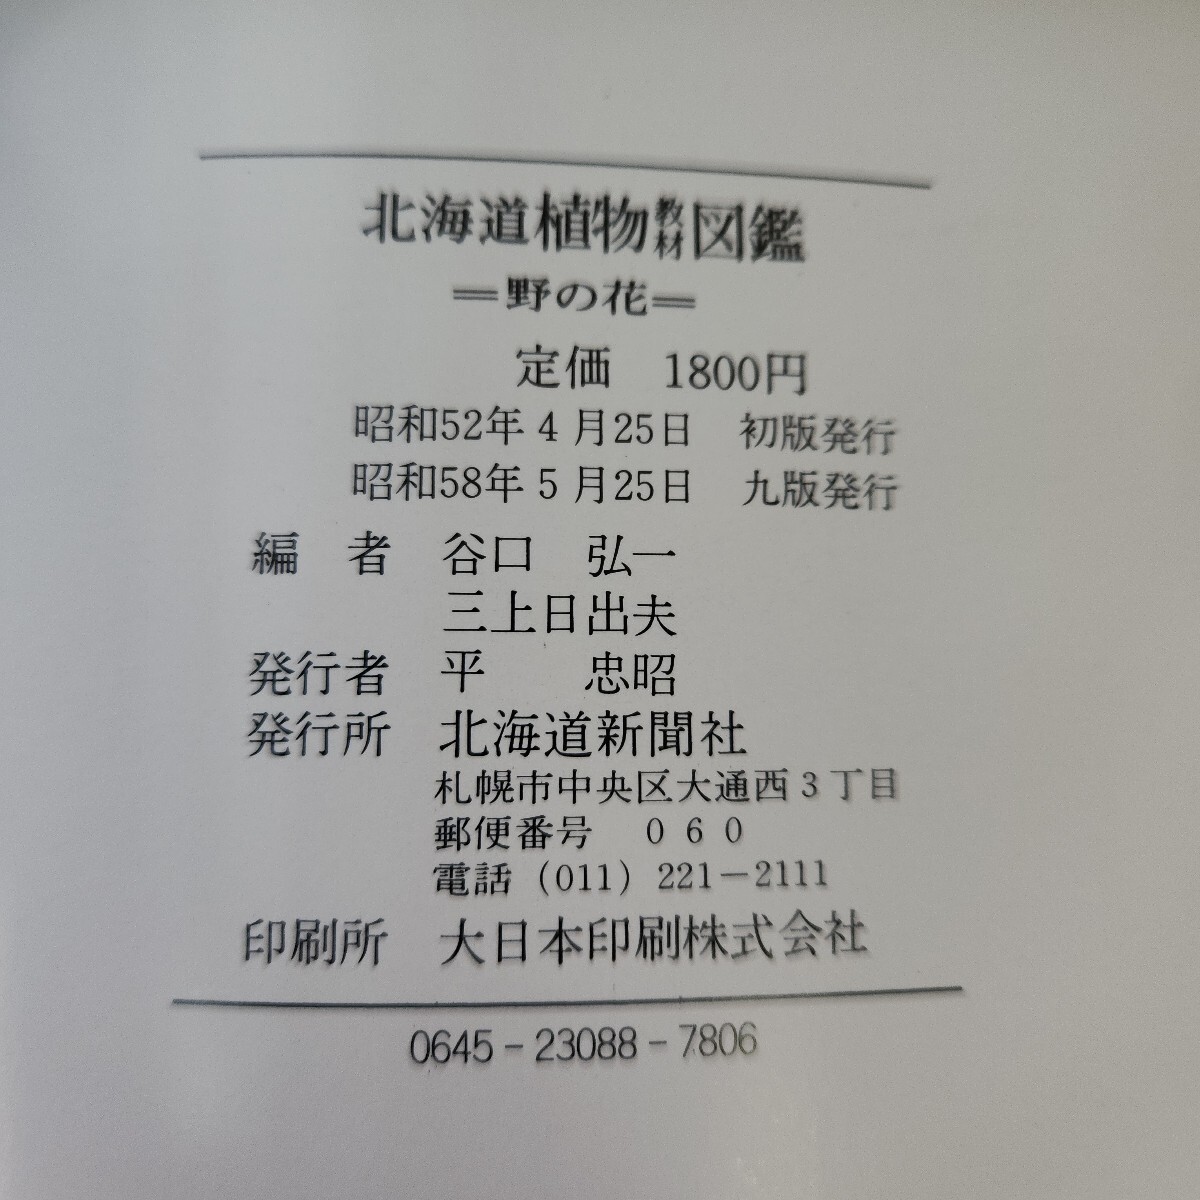 北海道植物教材図鑑
＝野の花＝
定価　1800円
昭和52年4月25日　初版発行
昭和58年5月25日　九版発行
編　者　谷口　弘一
三上日出夫
発行者　平　　忠昭
発行所　北海道新聞社
札幌市中央区大通西3丁目
郵便番号　060
電話（011）221－2111
印刷所　大日本印刷株式会社
0645－23088－7806